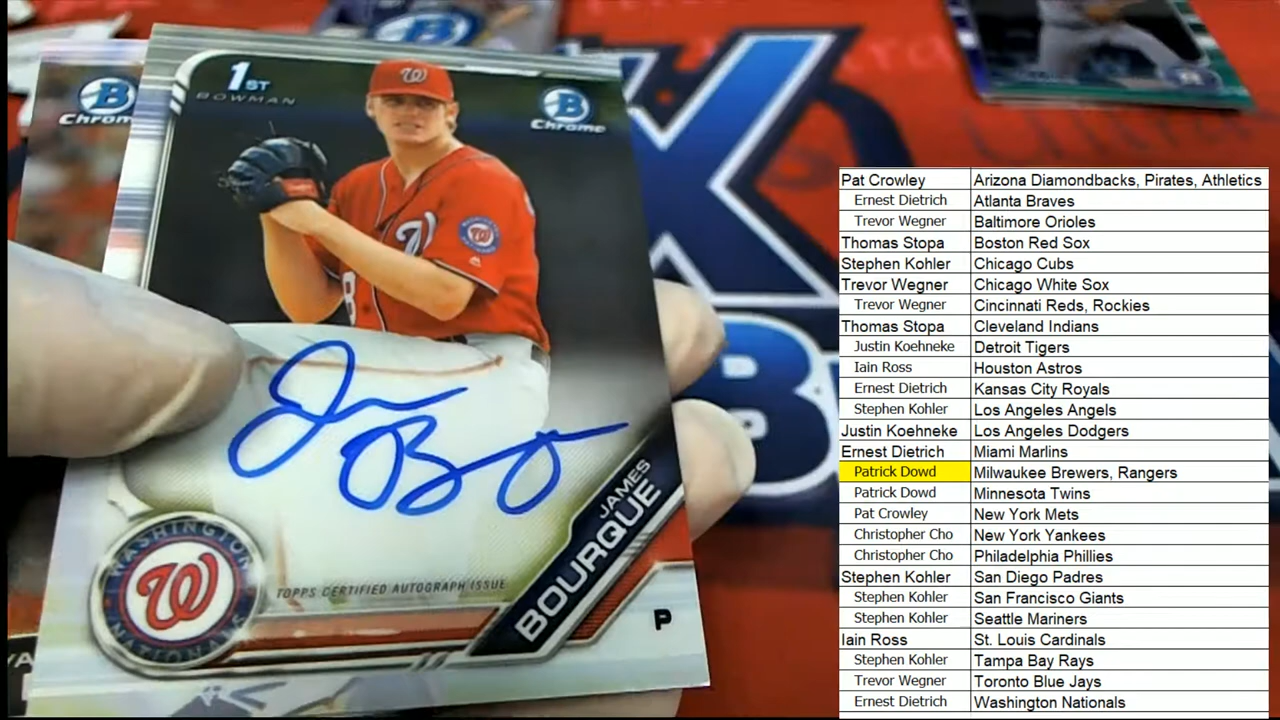 1ST
BOWMAN
B
Chrome
B
Chrom
W
WASHINGTON
NATIONALS
TOPPS CERTIFIED AUTOGRAPH ISSUE
JAMES
BOURQUE
P
Pat Crowley Arizona Diamondbacks, Pirates, Athletics
Ernest Dietrich Atlanta Braves
Trevor Wegner Baltimore Orioles
Thomas Stopa Boston Red Sox
Stephen Kohler Chicago Cubs
Trevor Wegner Chicago White Sox
Trevor Wegner Cincinnati Reds, Rockies
Thomas Stopa Cleveland Indians
Justin Koehneke Detroit Tigers
Iain Ross Houston Astros
Ernest Dietrich Kansas City Royals
Stephen Kohler Los Angeles Angels
Justin Koehneke Los Angeles Dodgers
Ernest Dietrich Miami Marlins
Patrick Dowd Milwaukee Brewers, Rangers
Patrick Dowd Minnesota Twins
Pat Crowley New York Mets
Christopher Cho New York Yankees
Christopher Cho Philadelphia Phillies
Stephen Kohler San Diego Padres
Stephen Kohler San Francisco Giants
Stephen Kohler Seattle Mariners
Iain Ross St. Louis Cardinals
Stephen Kohler Tampa Bay Rays
Trevor Wegner Toronto Blue Jays
Ernest Dietrich Washington Nationals